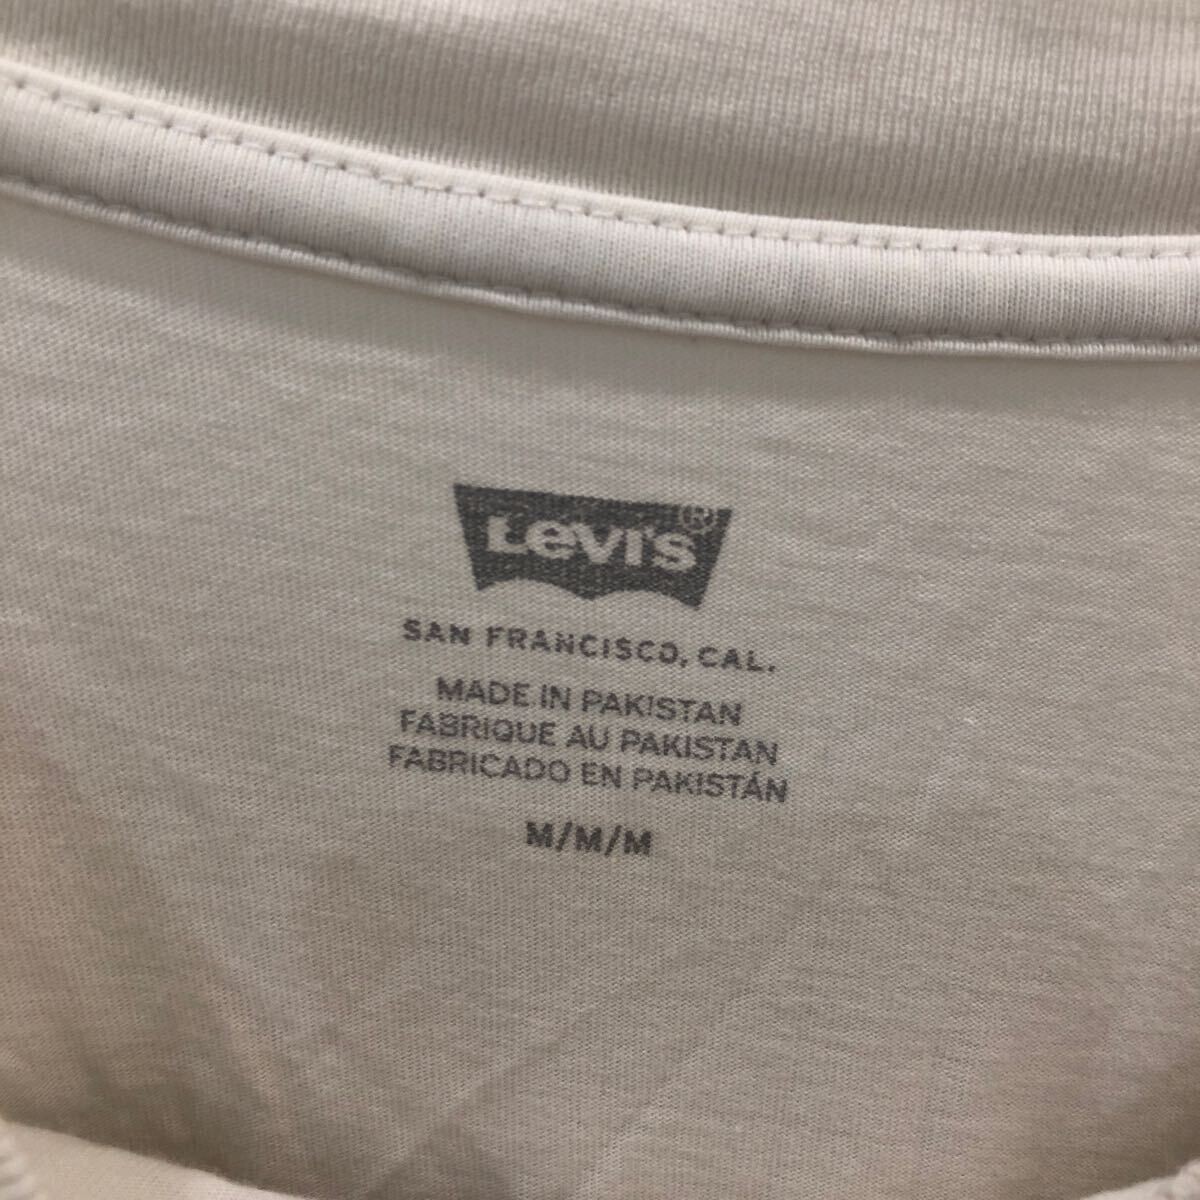 Levi's®
SAN FRANCISCO, CAL.
MADE IN PAKISTAN
FABRIQUE AU PAKISTAN
FABRICADO EN PAKISTÁN
M/M/M